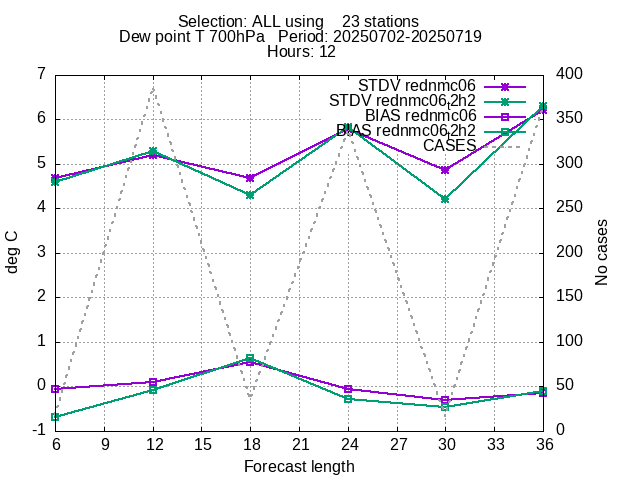 Selection: ALL using 23 stations
Dew point T 700hPa Period: 20250702-20250719
Hours: 12
STDV rednmc06
STDV rednmc06t2h2
BIAS rednmc06
BIAS rednmc06t2h2
CASES
7
6
5
4
3
2
1
0
-1
deg C
400
350
300
250
200
150
100
50
0
No cases
6 9 12 15 18 21 24 27 30 33 36
Forecast length